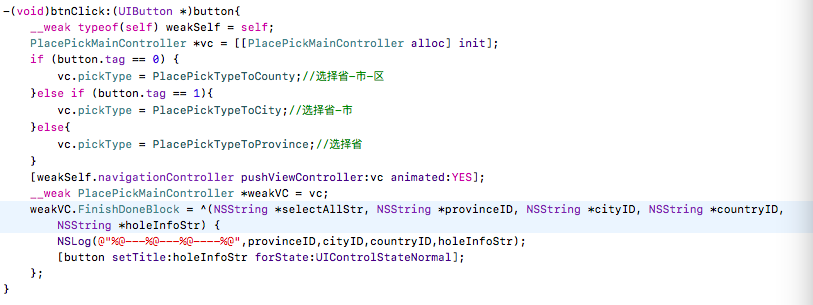 -(void)btnClick:(UIButton *)button{
    __weak typeof(self) weakSelf = self;
    PlacePickMainController *vc = [[PlacePickMainController alloc] init];
    if (button.tag == 0) {
        vc.pickType = PlacePickTypeToCounty;//选择省-市-区
    }else if (button.tag == 1){
        vc.pickType = PlacePickTypeToCity;//选择省-市
    }else{
        vc.pickType = PlacePickTypeToProvince;//选择省
    }
    [weakSelf.navigationController pushViewController:vc animated:YES];
    __weak PlacePickMainController *weakVC = vc;
    weakVC.FinishDoneBlock = ^(NSString *selectAllStr, NSString *provinceID, NSString *cityID, NSString *countryID,
        NSString *holeInfoStr) {
        NSLog(@"%@---%@---%@----%@",provinceID,cityID,countryID,holeInfoStr);
        [button setTitle:holeInfoStr forState:UIControlStateNormal];
    };
}